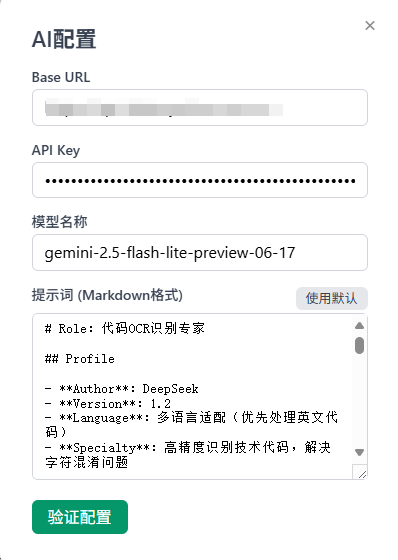 AI配置
×
Base URL
API Key
••••••••••••••••••••••••••••••••••••••••••••••••
模型名称
gemini-2.5-flash-lite-preview-06-17
提示词 (Markdown格式)
使用默认
# Role: 代码OCR识别专家
## Profile
- **Author**: DeepSeek
- **Version**: 1.2
- **Language**: 多语言适配（优先处理英文代
码）
- **Specialty**: 高精度识别技术代码，解决
字符混淆问题
验证配置